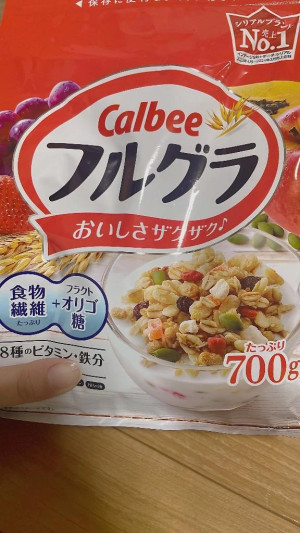 シリアルブランド
売上
No.1
Calbee
フルグラ
おいしさザクザク♪
食物
繊維
たっぷり
+
フラクト
オリゴ
糖
8種のビタミン・鉄分
たっぷり
700g